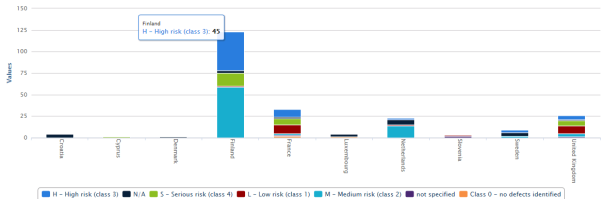 150
125
100
75
50
25
0
Values
Finland
H – High risk (class 3): 45
Croatia
Cyprus
Denmark
Finland
France
Luxembourg
Netherlands
Slovenia
Sweden
United Kingdom
H – High risk (class 3) N/A S – Serious risk (class 4) L – Low risk (class 1) M – Medium risk (class 2) not specified Class 0 – no defects identified